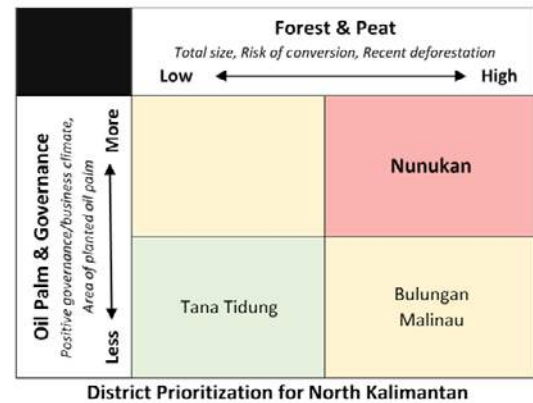 Forest & Peat
Total size, Risk of conversion, Recent deforestation
Low High
Oil Palm & Governance
Positive governance/business climate,
Area of planted oil palm
More
Less
Nunukan
Tana Tidung
Bulungan
Malinau
District Prioritization for North Kalimantan